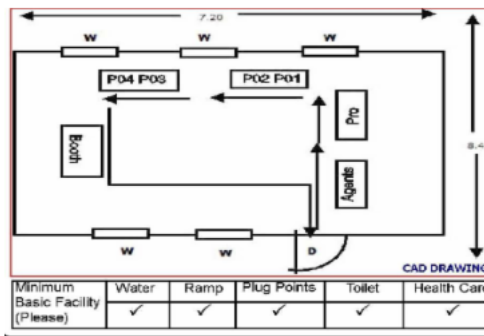 7.20
W W W
P04 P03 P02 P01
Pro
8.4
Booth
Agents
W W D
CAD DRAWING
Minimum Basic Facility (Please) Water Ramp Plug Points Toilet Health Care
✓ ✓ ✓ ✓ ✓